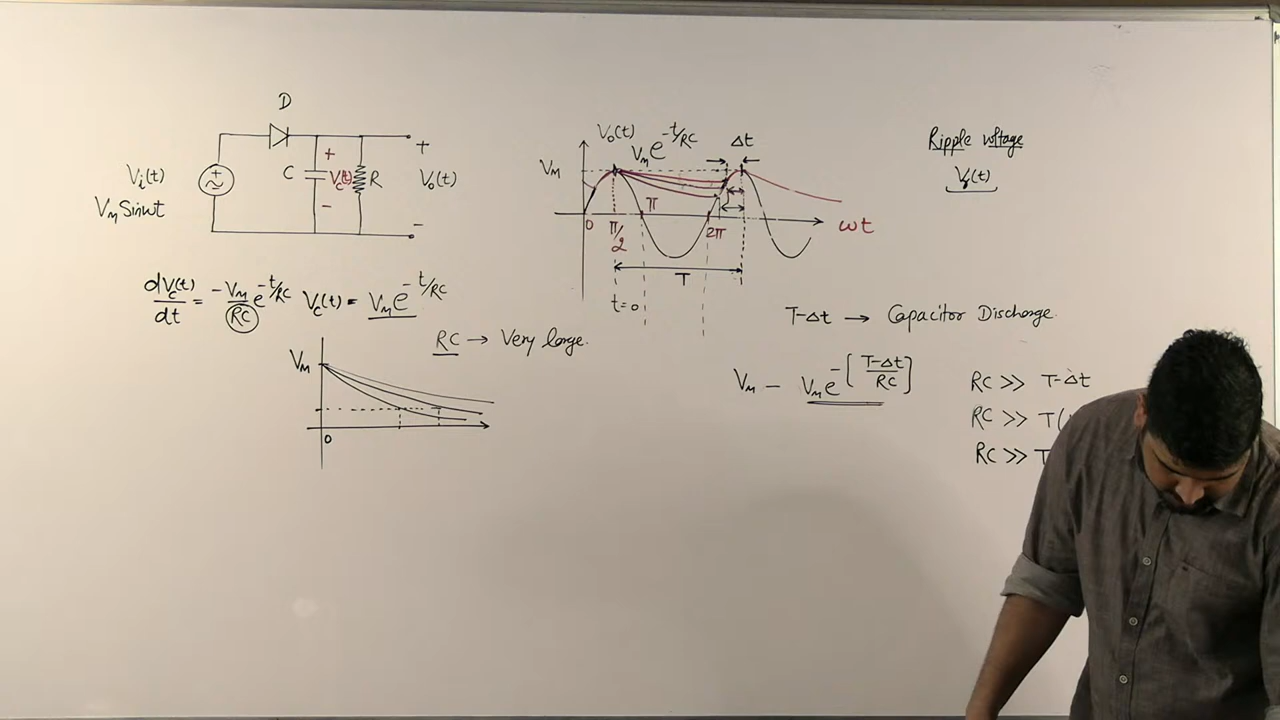 D
Vi(t)
VM Sinωt
C
+
Vc(t)
-
R
+
Vo(t)
-
dVc(t)/dt = -VM/RC e^-t/RC Vc(t) = VM e^-t/RC
RC → Very large.
VM
0
Vo(t)
VM e^-t/RC
Δt
VM
0
π/2
π
2π
ωt
T
t=0
Ripple voltage
T-Δt → Capacitor Discharge.
VM - VM e^-[T-Δt/RC]
RC >> T-Δt
RC >> T(
RC >> T